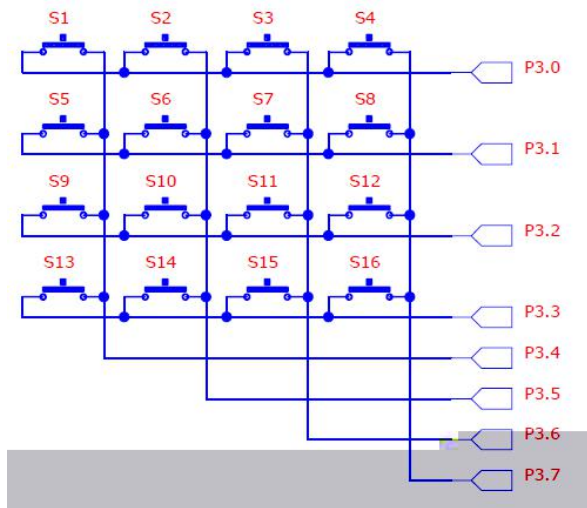 S1 S2 S3 S4
P3.0
S5 S6 S7 S8
P3.1
S9 S10 S11 S12
P3.2
S13 S14 S15 S16
P3.3
P3.4
P3.5
P3.6
P3.7